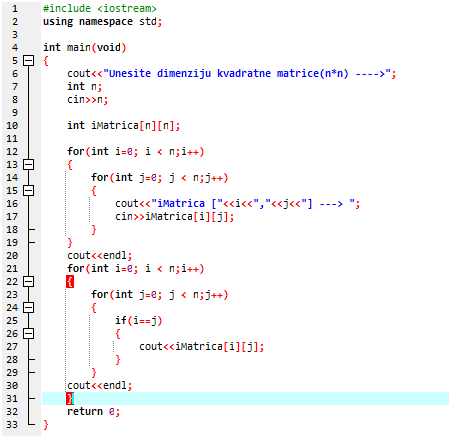 1 #include <iostream>
2 using namespace std;
3
4 int main(void)
5 {
6 cout<<"Unesite dimenziju kvadratne matrice(n*n) ---->";
7 int n;
8 cin>>n;
9
10 int iMatrica[n][n];
11
12 for(int i=0; i < n;i++)
13 {
14 for(int j=0; j < n;j++)
15 {
16 cout<<"iMatrica ["<<i<<","<<j<<"] ---> ";
17 cin>>iMatrica[i][j];
18 }
19 }
20 cout<<endl;
21 for(int i=0; i < n;i++)
22 {
23 for(int j=0; j < n;j++)
24 {
25 if(i==j)
26 {
27 cout<<iMatrica[i][j];
28 }
29 }
30 cout<<endl;
31 }
32 return 0;
33 }